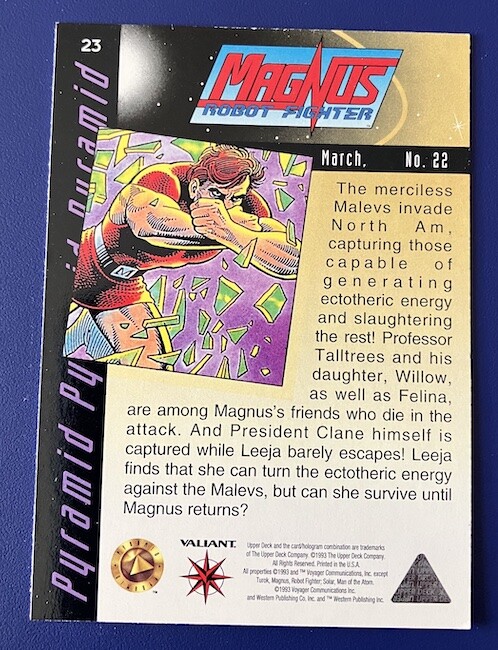 23
MAGNUS
ROBOT FIGHTER
March, No. 22
The merciless
Malevs invade
North Am,
capturing those
capable of
generating
ectotheric energy
and slaughtering
the rest! Professor
Talltrees and his
daughter, Willow,
as well as Felina,
are among Magnus's friends who die in the
attack. And President Clane himself is
captured while Leeja barely escapes! Leeja
finds that she can turn the ectotheric energy
against the Malevs, but can she survive until
Magnus returns?
Pyramid Pyramid Pyramid
M
VALIANT
Upper Deck and the card/hologram combination are trademarks
of The Upper Deck Company. ©1993 The Upper Deck Company.
All Rights Reserved. Printed in the U.S.A.
All properties ©1993 and ™ Voyager Communications, Inc. except
Turok, Magnus, Robot Fighter; Solar, Man of the Atom.
©1993 Voyager Communications Inc.
and Western Publishing Co. Inc. and ™ Western Publishing Inc.
UPPER DECK